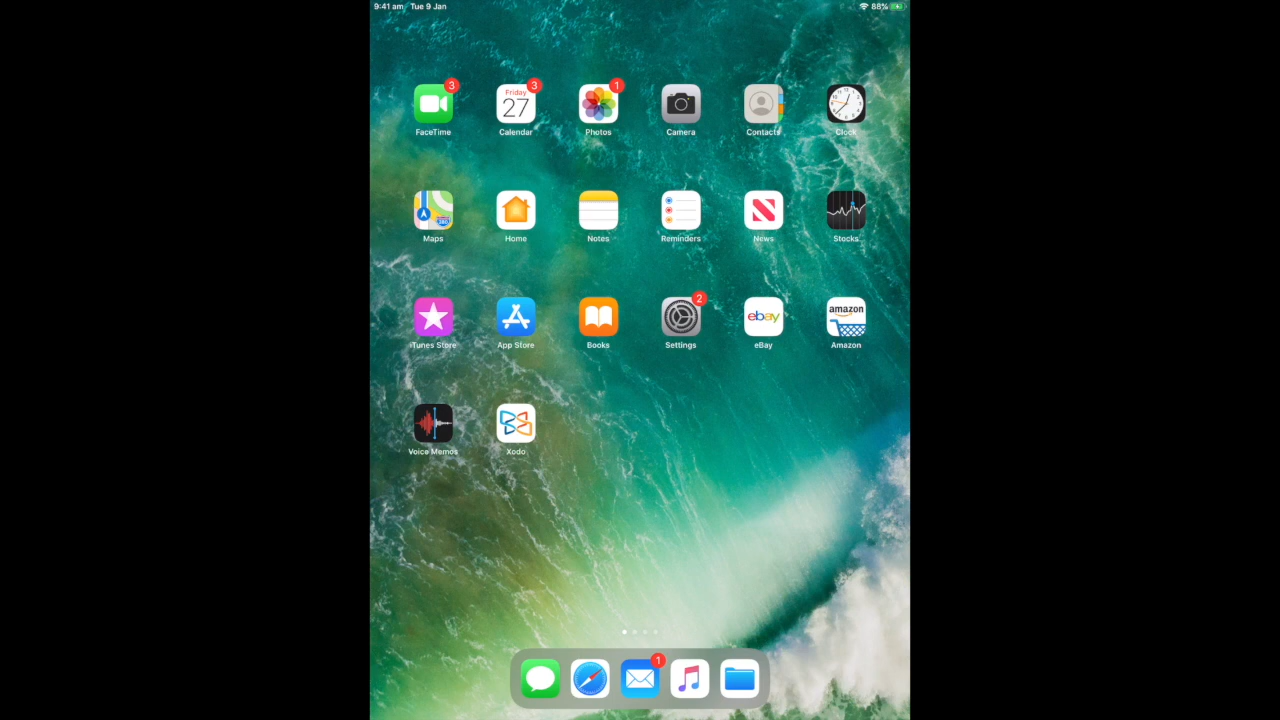 9:41 am Tue 9 Jan 88%
3 3 1
Friday
27
FaceTime Calendar Photos Camera Contacts Clock
360
Maps Home Notes Reminders News Stocks
2
ebay amazon
iTunes Store App Store Books Settings eBay Amazon
Voice Memos Xodo
1